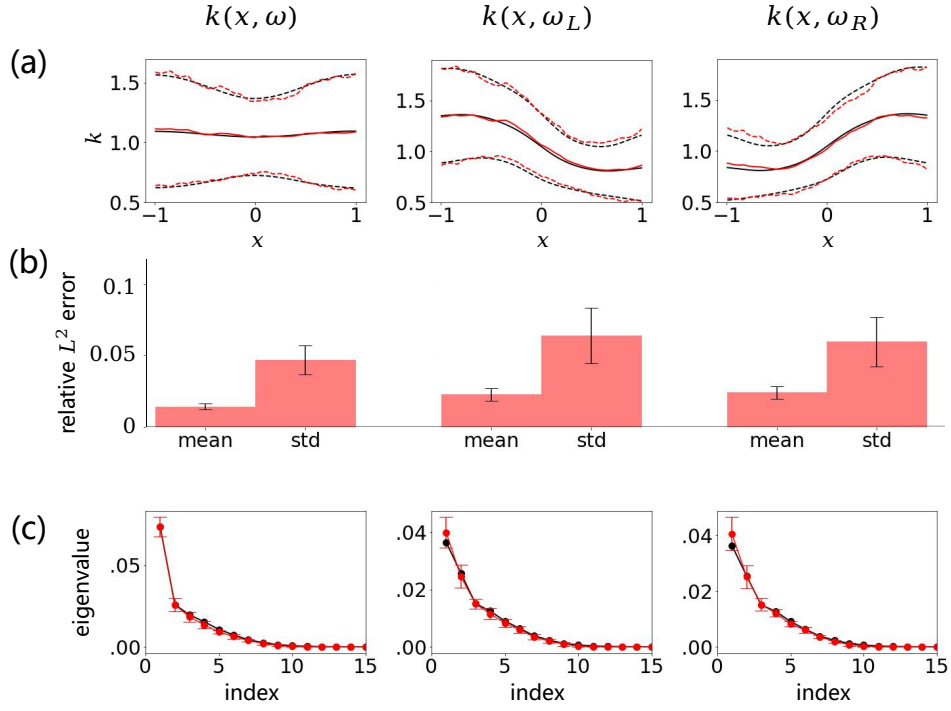 k(x, ω) k(x, ω_L) k(x, ω_R)
(a)
k
1.5
1.0
0.5
−1 0 1
x
1.5
1.0
0.5
−1 0 1
x
1.5
1.0
0.5
−1 0 1
x
(b)
relative L² error
0.1
0.05
0
mean std
mean std
mean std
(c)
eigenvalue
.05
.00
0 5 10 15
index
.04
.02
.00
0 5 10 15
index
.04
.02
.00
0 5 10 15
index